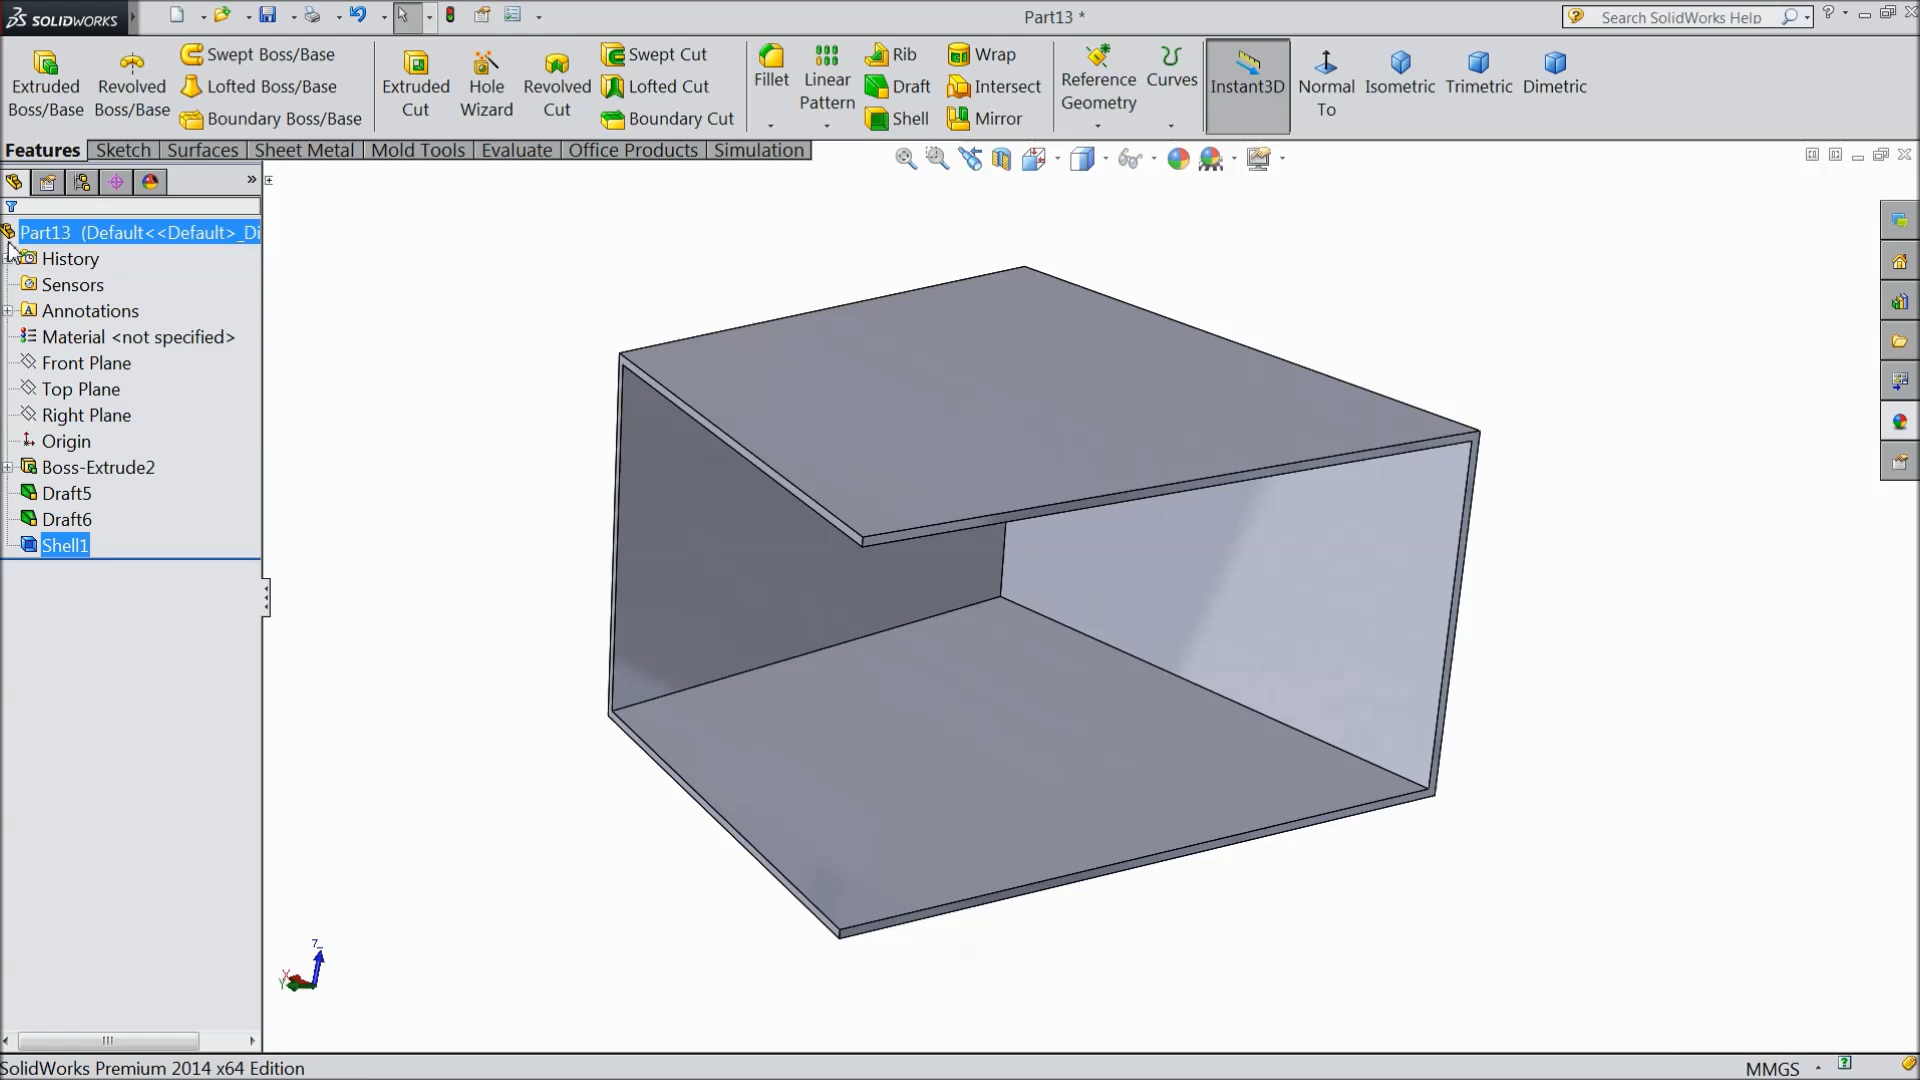 SOLIDWORKS
Part13 *
Search SolidWorks Help
Extruded Boss/Base
Revolved Boss/Base
Swept Boss/Base
Lofted Boss/Base
Boundary Boss/Base
Extruded Cut
Hole Wizard
Revolved Cut
Swept Cut
Lofted Cut
Boundary Cut
Fillet
Linear Pattern
Rib
Draft
Shell
Wrap
Intersect
Mirror
Reference Geometry
Curves
Instant3D
Normal To
Isometric
Trimetric
Dimetric
Features
Sketch
Surfaces
Sheet Metal
Mold Tools
Evaluate
Office Products
Simulation
Part13 (Default<<Default>_Di
History
Sensors
Annotations
Material <not specified>
Front Plane
Top Plane
Right Plane
Origin
Boss-Extrude2
Draft5
Draft6
Shell1
SolidWorks Premium 2014 x64 Edition
MMGS